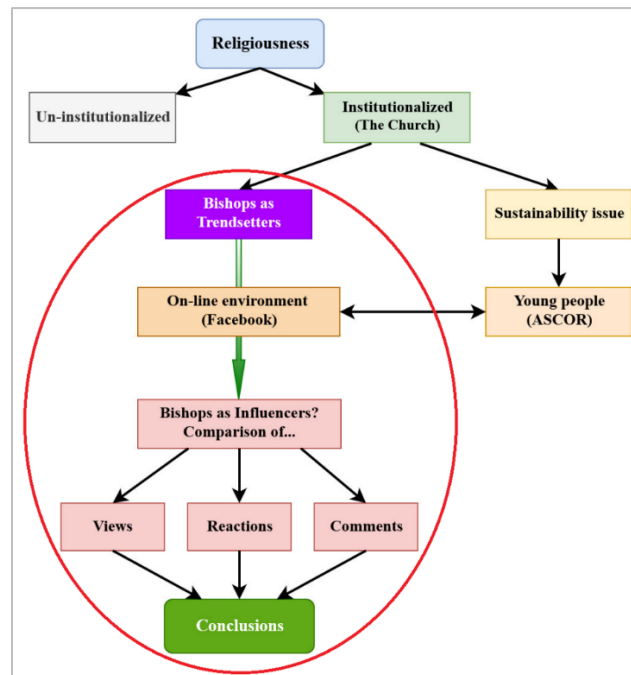 Religiousness
Un-institutionalized
Institutionalized
(The Church)
Bishops as
Trendsetters
Sustainability issue
On-line environment
(Facebook)
Young people
(ASCOR)
Bishops as Influencers?
Comparison of...
Views
Reactions
Comments
Conclusions